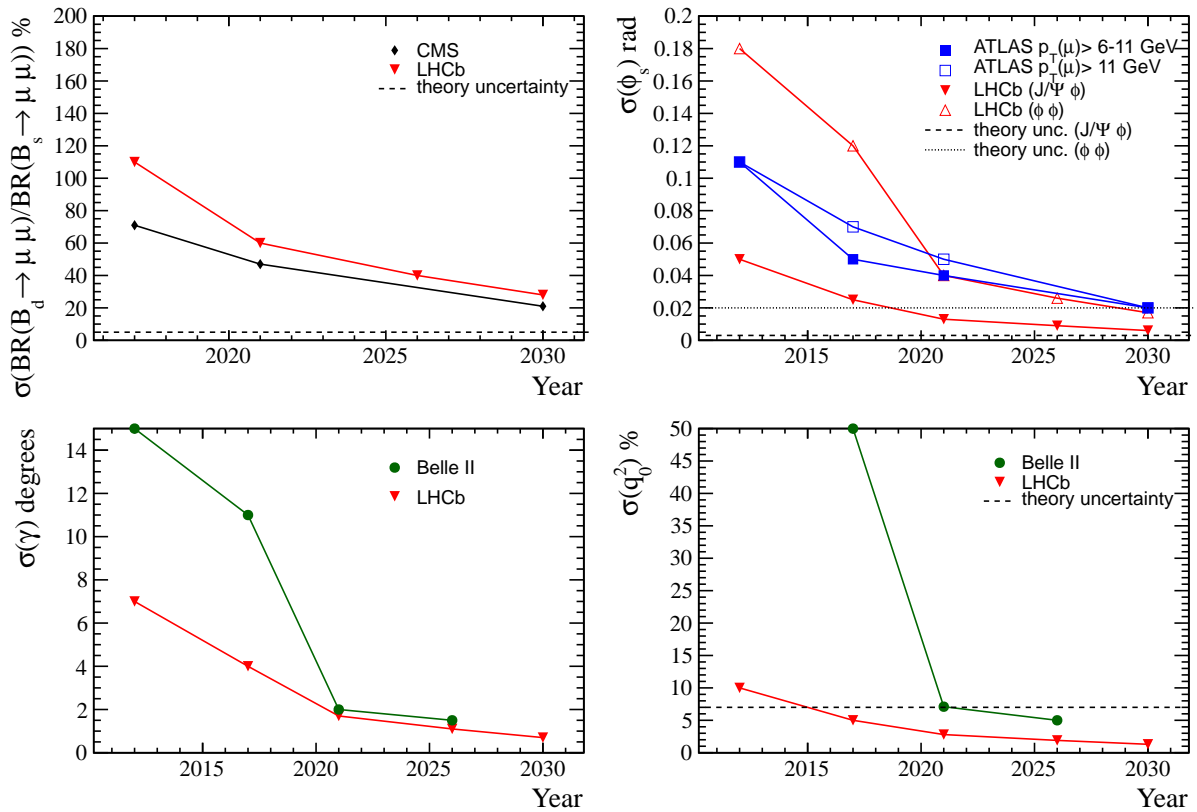 σ(BR(B_d → μ μ)/BR(B_s → μ μ)) %
200
180
160
140
120
100
80
60
40
20
0
CMS
LHCb
theory uncertainty
2020 2025 2030
Year
σ(φ_s) rad
0.2
0.18
0.16
0.14
0.12
0.1
0.08
0.06
0.04
0.02
0
ATLAS p_T(μ)> 6-11 GeV
ATLAS p_T(μ)> 11 GeV
LHCb (J/Ψ φ)
LHCb (φ φ)
theory unc. (J/Ψ φ)
theory unc. (φ φ)
2015 2020 2025 2030
Year
σ(γ) degrees
14
12
10
8
6
4
2
0
Belle II
LHCb
2015 2020 2025 2030
Year
σ(q_0^2) %
50
45
40
35
30
25
20
15
10
5
0
Belle II
LHCb
theory uncertainty
2015 2020 2025 2030
Year